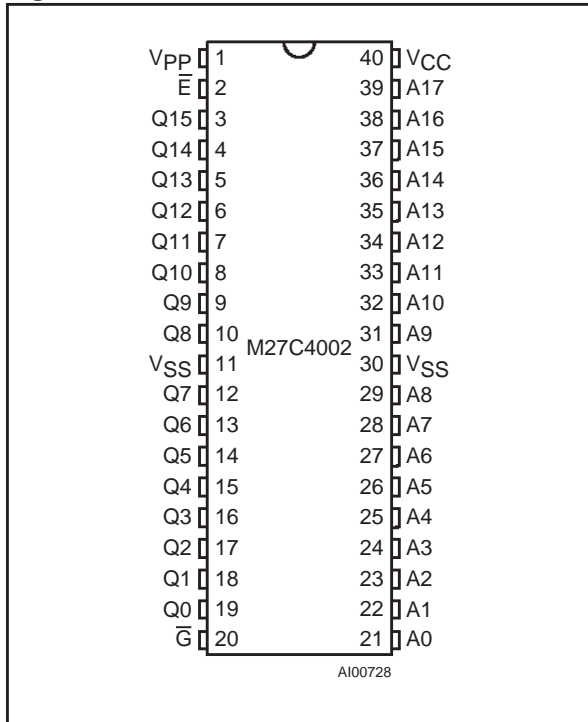 VPP 1 40 VCC
E̅ 2 39 A17
Q15 3 38 A16
Q14 4 37 A15
Q13 5 36 A14
Q12 6 35 A13
Q11 7 34 A12
Q10 8 33 A11
Q9 9 32 A10
Q8 10 31 A9
M27C4002
VSS 11 30 VSS
Q7 12 29 A8
Q6 13 28 A7
Q5 14 27 A6
Q4 15 26 A5
Q3 16 25 A4
Q2 17 24 A3
Q1 18 23 A2
Q0 19 22 A1
G̅ 20 21 A0
AI00728